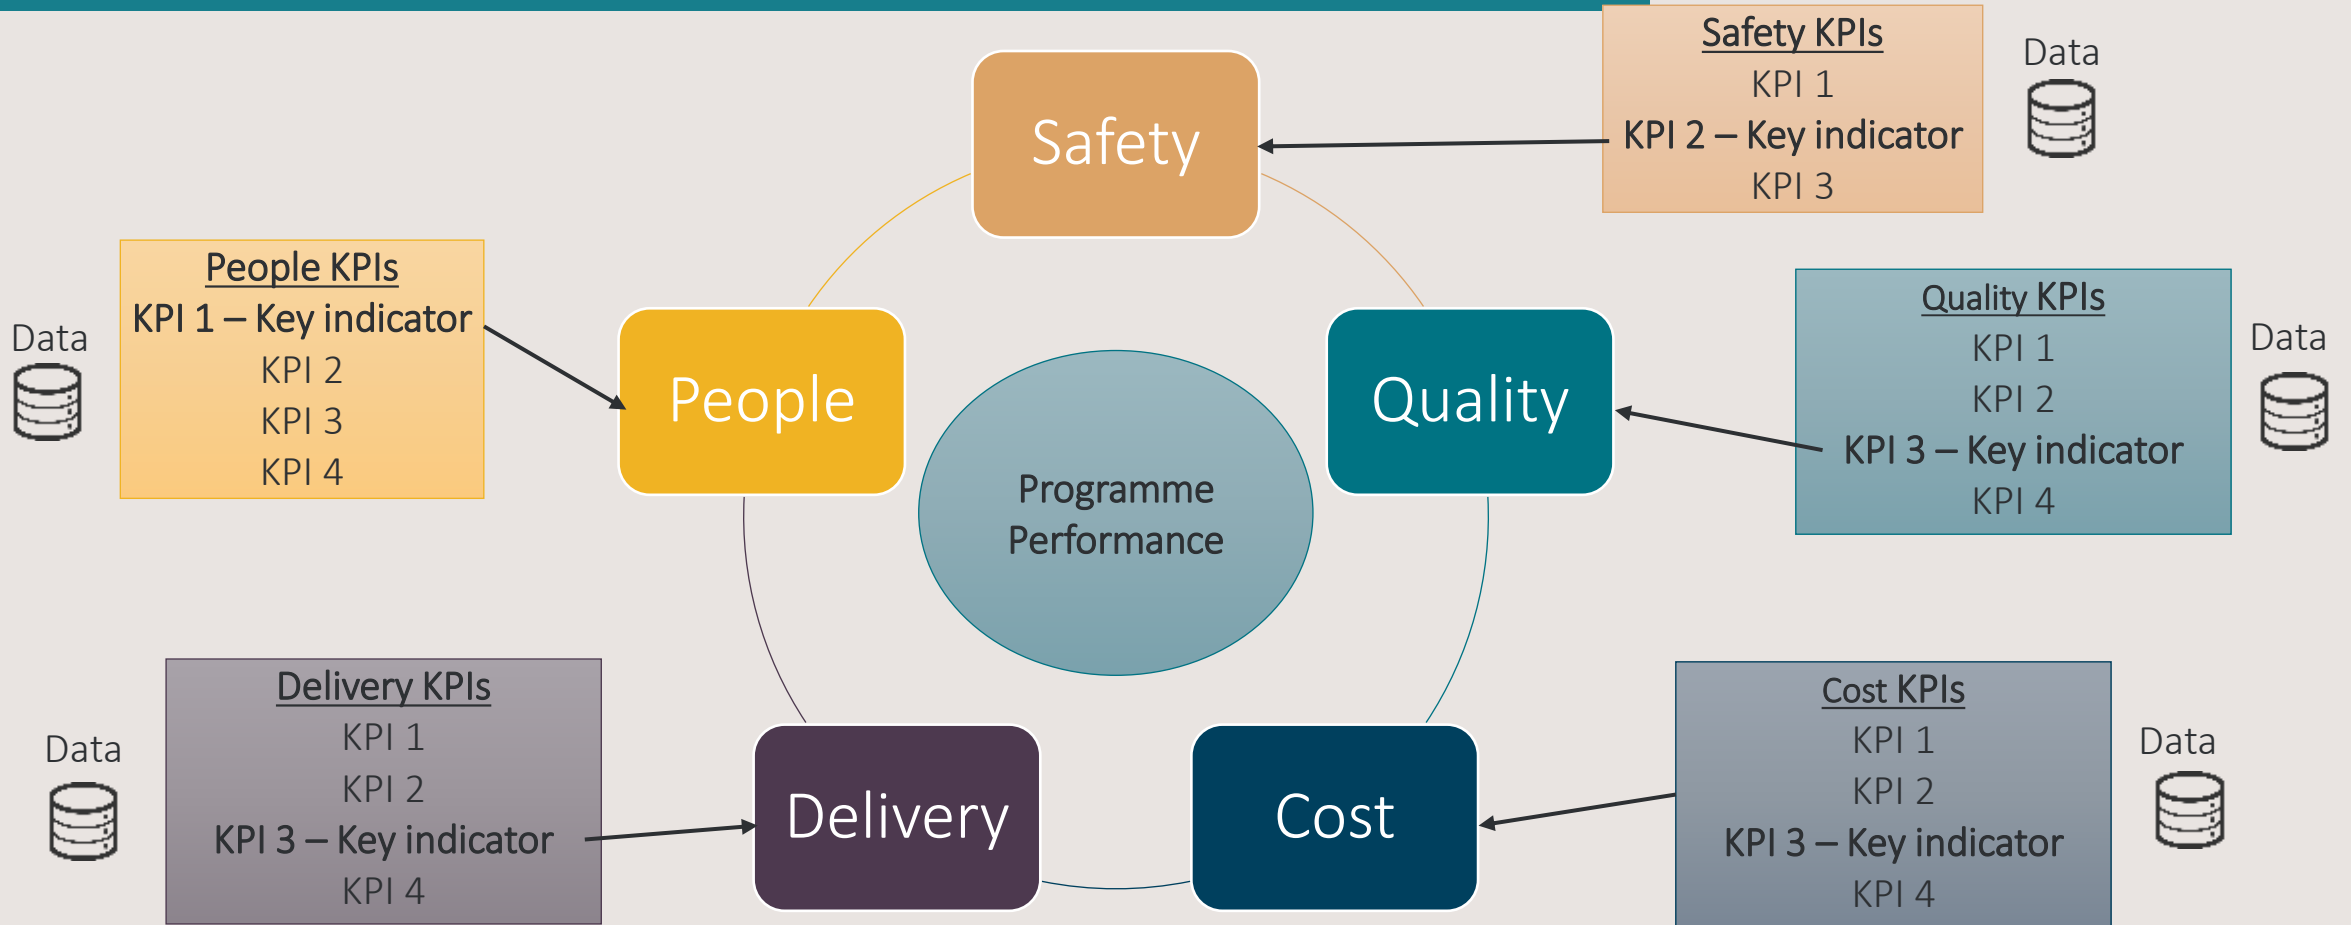 Safety KPIs
KPI 1
KPI 2 – Key indicator
KPI 3
Data
Safety
People KPIs
KPI 1 – Key indicator
KPI 2
KPI 3
KPI 4
Data
People
Quality
Quality KPIs
KPI 1
KPI 2
KPI 3 – Key indicator
KPI 4
Data
Programme
Performance
Delivery KPIs
KPI 1
KPI 2
KPI 3 – Key indicator
KPI 4
Data
Delivery
Cost
Cost KPIs
KPI 1
KPI 2
KPI 3 – Key indicator
KPI 4
Data